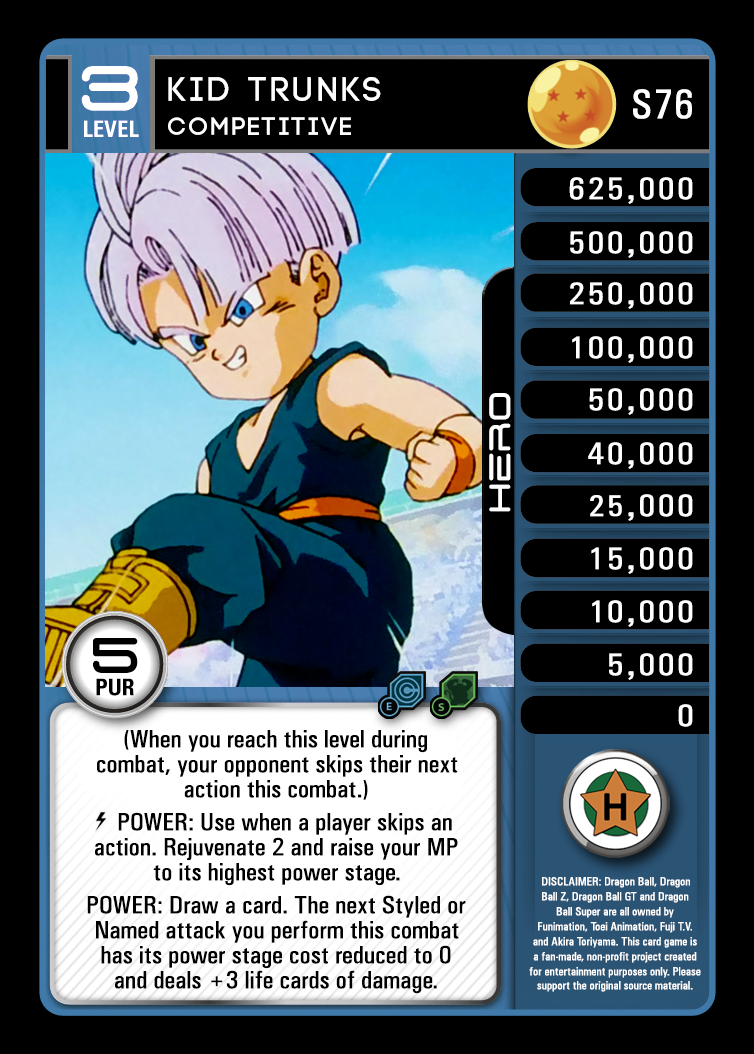 3
LEVEL
KID TRUNKS
COMPETITIVE
S76
625,000
500,000
250,000
100,000
50,000
40,000
25,000
15,000
10,000
5,000
0
HERO
5
PUR
E
S
(When you reach this level during
combat, your opponent skips their next
action this combat.)
POWER: Use when a player skips an
action. Rejuvenate 2 and raise your MP
to its highest power stage.
POWER: Draw a card. The next Styled or
Named attack you perform this combat
has its power stage cost reduced to 0
and deals +3 life cards of damage.
H
DISCLAIMER: Dragon Ball, Dragon
Ball Z, Dragon Ball GT and Dragon
Ball Super are all owned by
Funimation, Toei Animation, Fuji T.V.
and Akira Toriyama. This card game is
a fan-made, non-profit project created
for entertainment purposes only. Please
support the original source material.